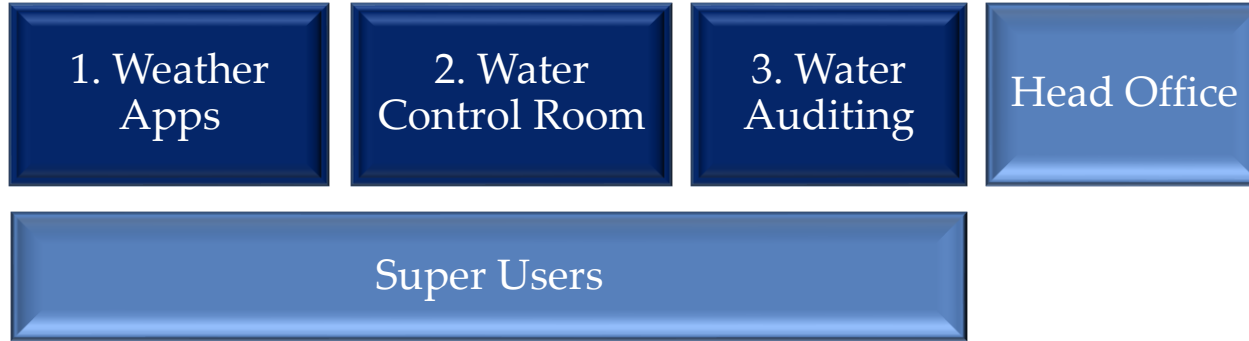 1. Weather
Apps
2. Water
Control Room
3. Water
Auditing
Head Office
Super Users